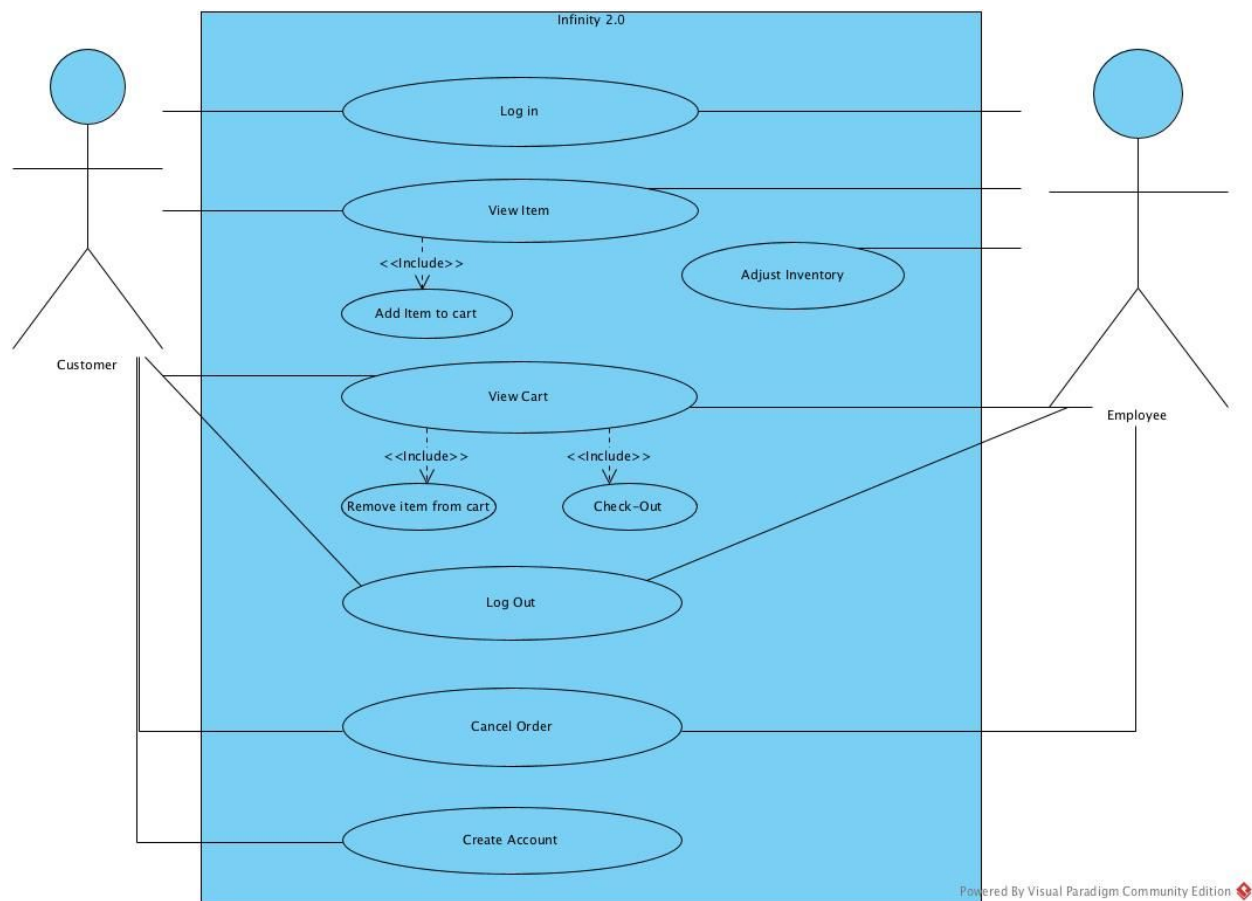 Infinity 2.0
Log in
View Item
<<Include>>
Adjust Inventory
Add Item to cart
Customer
View Cart
Employee
<<Include>>
<<Include>>
Remove item from cart
Check-Out
Log Out
Cancel Order
Create Account
Powered By Visual Paradigm Community Edition